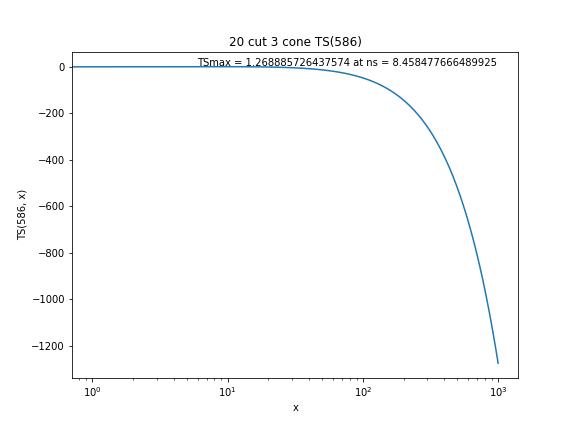 20 cut 3 cone TS(586)
TSmax = 1.268885726437574 at ns = 8.458477666489925
TS(586, x)
0
−200
−400
−600
−800
−1000
−1200
10⁰
10¹
10²
10³
x